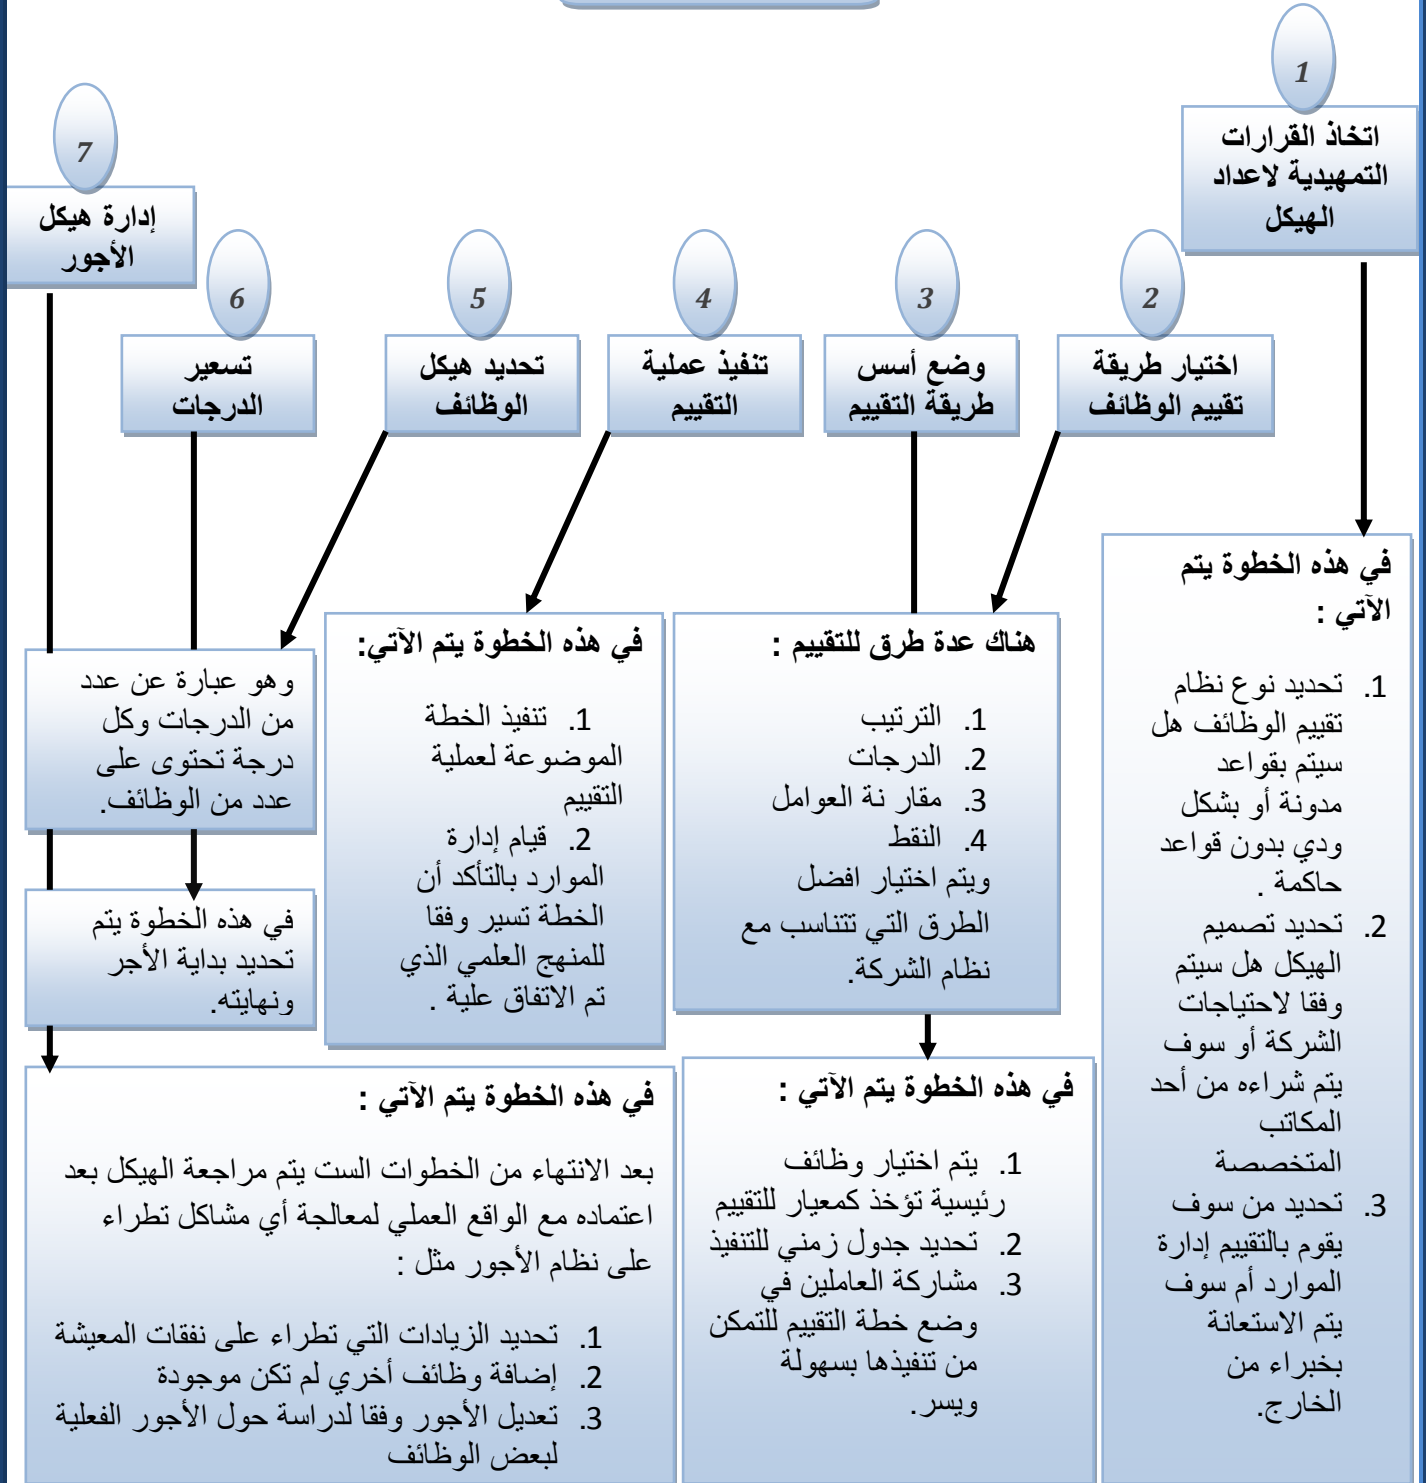 1
اتخاذ القرارات
التمهيدية لاعداد
الهيكل
2
اختيار طريقة
تقييم الوظائف
3
وضع أسس
طريقة التقييم
4
تنفيذ عملية
التقييم
5
تحديد هيكل
الوظائف
6
تسعير
الدرجات
7
إدارة هيكل
الأجور
في هذه الخطوة يتم
الآتي :
1. تحديد نوع نظام
تقييم الوظائف هل
سيتم بقواعد
مدونة أو بشكل
ودي بدون قواعد
حاكمة .
2. تحديد تصميم
الهيكل هل سيتم
وفقا لاحتياجات
الشركة أو سوف
يتم شراءه من أحد
المكاتب
المتخصصة
3. تحديد من سوف
يقوم بالتقييم إدارة
الموارد أم سوف
يتم الاستعانة
بخبراء من
الخارج.
هناك عدة طرق للتقييم :
1. الترتيب
2. الدرجات
3. مقار نة العوامل
4. النقط
ويتم اختيار افضل
الطرق التي تتناسب مع
نظام الشركة.
في هذه الخطوة يتم الآتي :
1. يتم اختيار وظائف
رئيسية تؤخذ كمعيار للتقييم
2. تحديد جدول زمني للتنفيذ
3. مشاركة العاملين في
وضع خطة التقييم للتمكن
من تنفيذها بسهولة
ويسر.
في هذه الخطوة يتم الآتي:
1. تنفيذ الخطة
الموضوعة لعملية
التقييم
2. قيام إدارة
الموارد بالتأكد أن
الخطة تسير وفقا
للمنهج العلمي الذي
تم الاتفاق علية .
وهو عبارة عن عدد
من الدرجات وكل
درجة تحتوى على
عدد من الوظائف.
في هذه الخطوة يتم
تحديد بداية الأجر
ونهايته.
في هذه الخطوة يتم الآتي :
بعد الانتهاء من الخطوات الست يتم مراجعة الهيكل بعد
اعتماده مع الواقع العملي لمعالجة أي مشاكل تطراء
على نظام الأجور مثل :
1. تحديد الزيادات التي تطراء على نفقات المعيشة
2. إضافة وظائف أخري لم تكن موجودة
3. تعديل الأجور وفقا لدراسة حول الأجور الفعلية
لبعض الوظائف